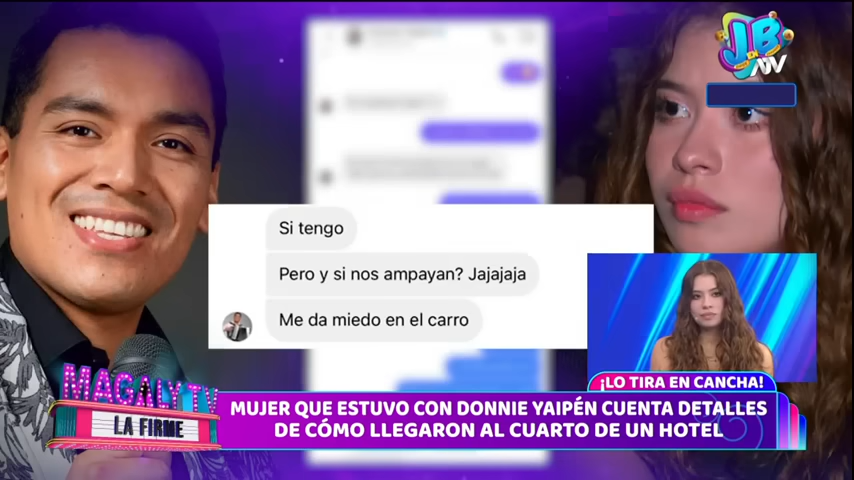 JB
ATV
Si tengo
Pero y si nos ampayan? Jajajaja
Me da miedo en el carro
¡LO TIRA EN CANCHA!
MAGALY TV
LA FIRME
MUJER QUE ESTUVO CON DONNIE YAIPÉN CUENTA DETALLES
DE CÓMO LLEGARON AL CUARTO DE UN HOTEL